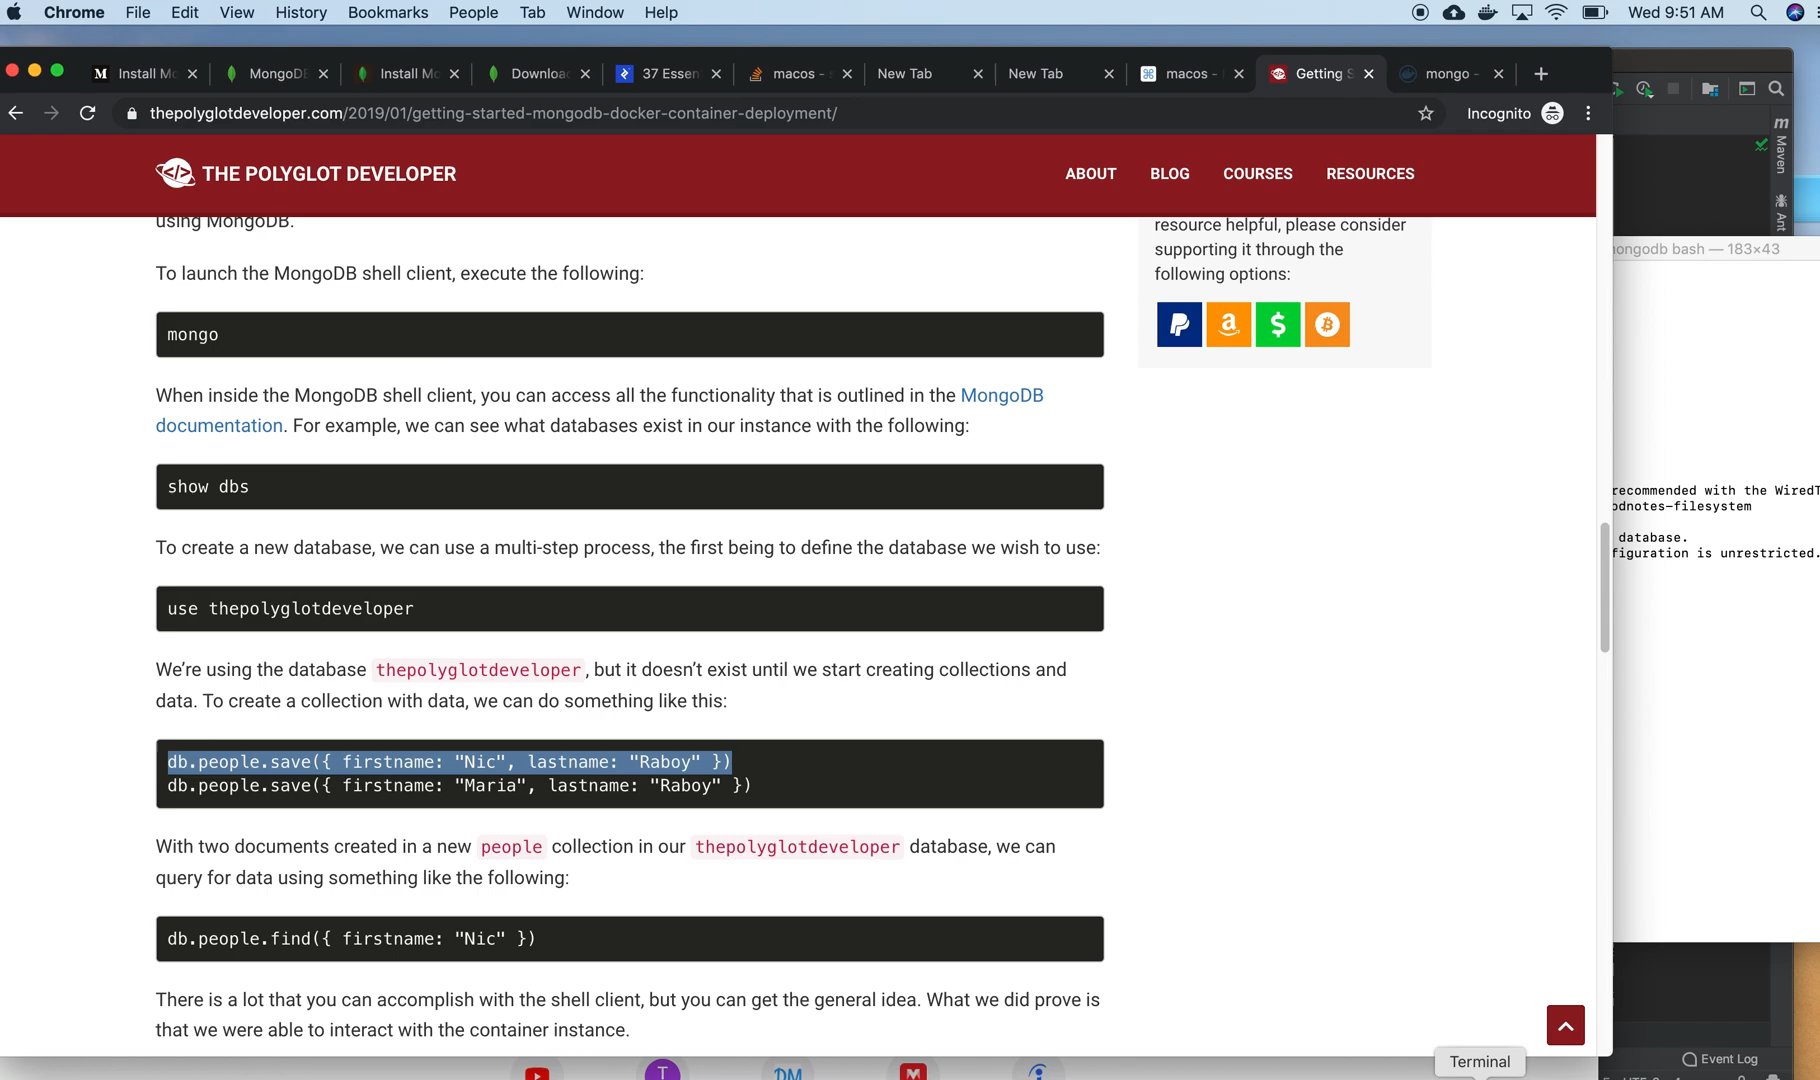 Chrome File Edit View History Bookmarks People Tab Window Help Wed 9:51 AM
M Install Mo MongoDB Install Mo Downloa 37 Essen macos - New Tab New Tab macos - Getting S mongo -
thepolyglotdeveloper.com/2019/01/getting-started-mongodb-docker-container-deployment/ Incognito
</> THE POLYGLOT DEVELOPER ABOUT BLOG COURSES RESOURCES
using MongoDB.
To launch the MongoDB shell client, execute the following:
mongo
When inside the MongoDB shell client, you can access all the functionality that is outlined in the MongoDB
documentation. For example, we can see what databases exist in our instance with the following:
show dbs
To create a new database, we can use a multi-step process, the first being to define the database we wish to use:
use thepolyglotdeveloper
We’re using the database thepolyglotdeveloper, but it doesn’t exist until we start creating collections and
data. To create a collection with data, we can do something like this:
db.people.save({ firstname: "Nic", lastname: "Raboy" })
db.people.save({ firstname: "Maria", lastname: "Raboy" })
With two documents created in a new people collection in our thepolyglotdeveloper database, we can
query for data using something like the following:
db.people.find({ firstname: "Nic" })
There is a lot that you can accomplish with the shell client, but you can get the general idea. What we did prove is
that we were able to interact with the container instance.
resource helpful, please consider
supporting it through the
following options:
m Maven
Ant
ongodb bash — 183×43
recommended with the WiredT
odnotes-filesystem
database.
figuration is unrestricted.
Event Log
Terminal
T DM M